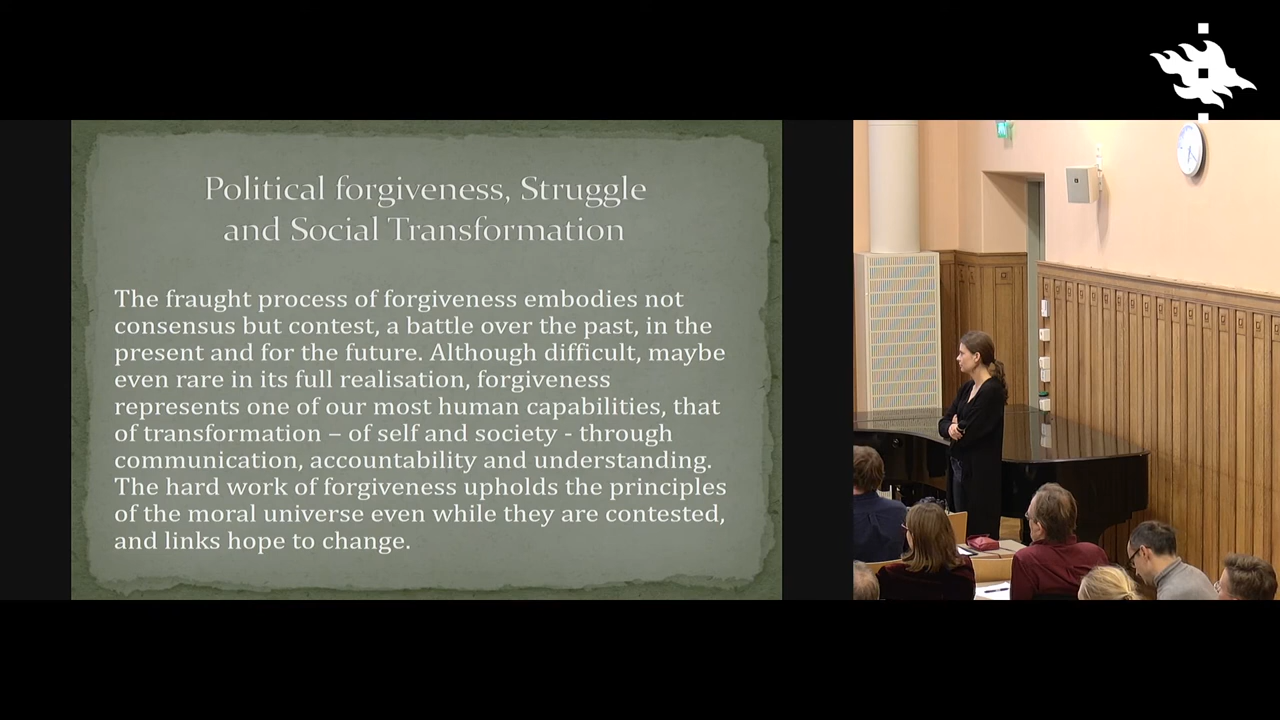 Political forgiveness, Struggle
and Social Transformation
The fraught process of forgiveness embodies not
consensus but contest, a battle over the past, in the
present and for the future. Although difficult, maybe
even rare in its full realisation, forgiveness
represents one of our most human capabilities, that
of transformation – of self and society - through
communication, accountability and understanding.
The hard work of forgiveness upholds the principles
of the moral universe even while they are contested,
and links hope to change.